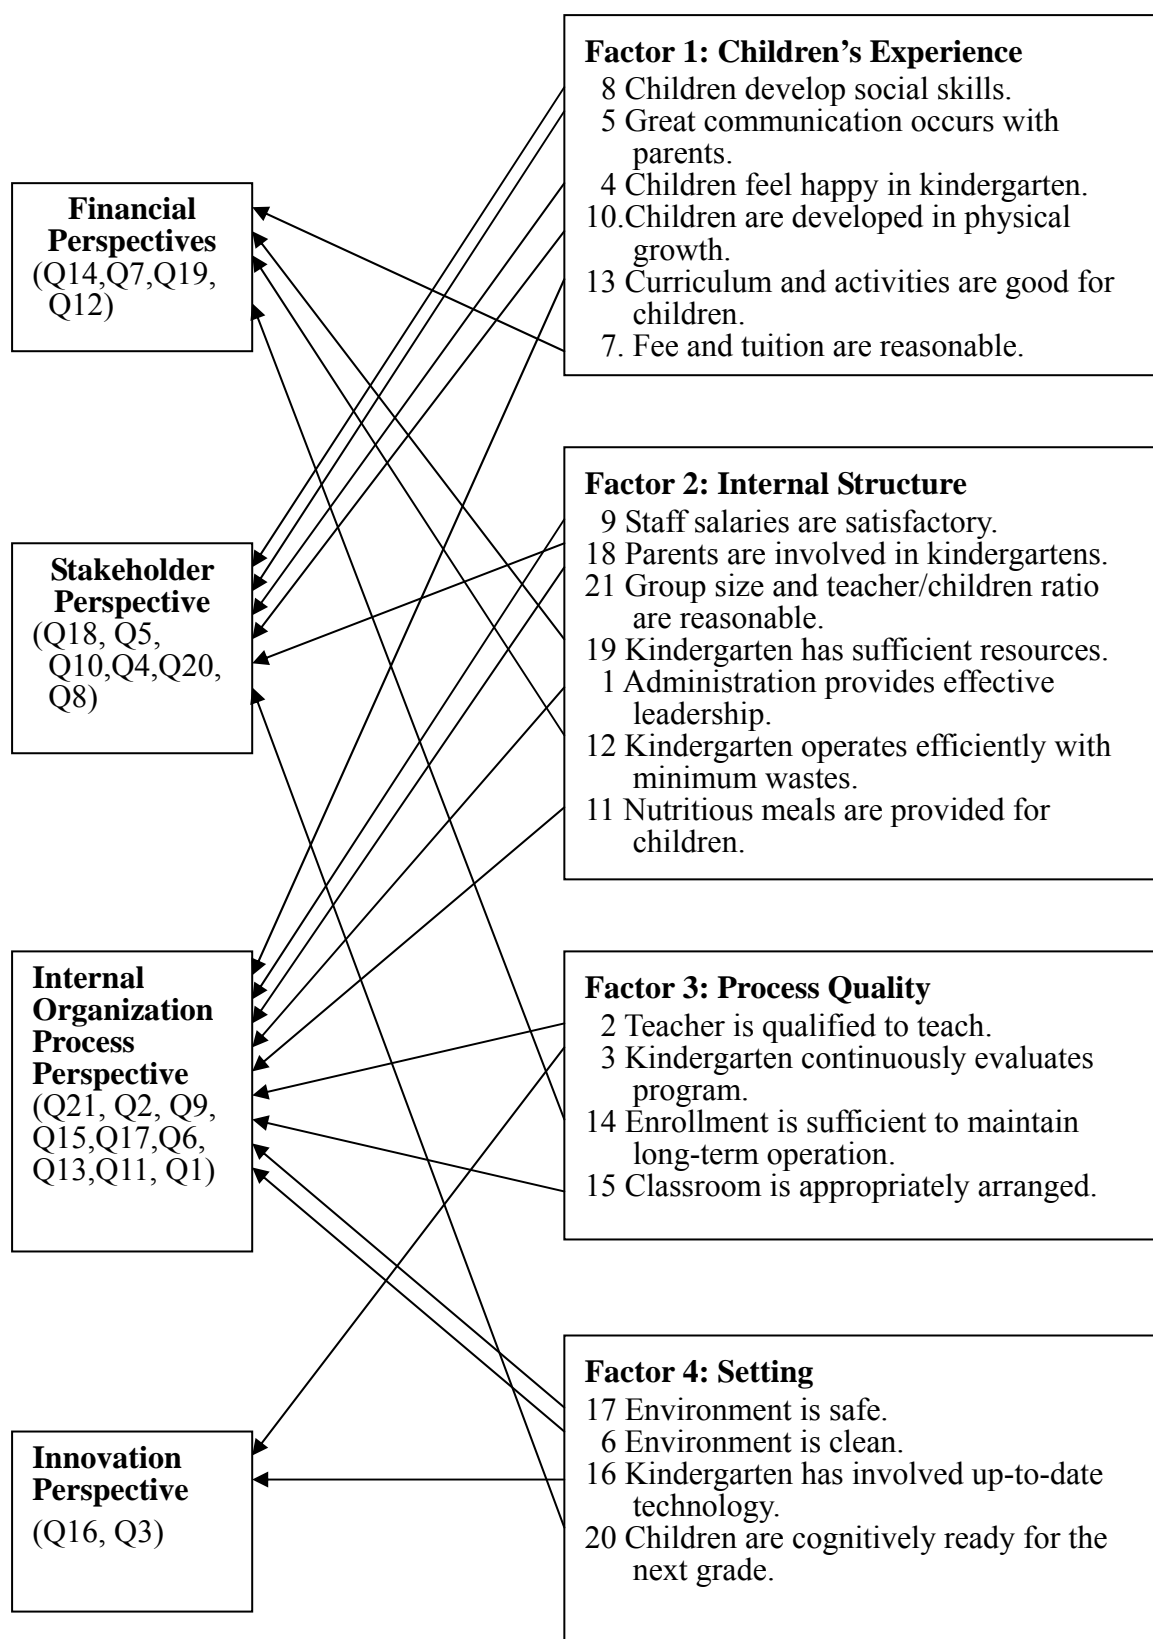 Financial
Perspectives
(Q14,Q7,Q19,
Q12)
Stakeholder
Perspective
(Q18, Q5,
Q10,Q4,Q20,
Q8)
Internal
Organization
Process
Perspective
(Q21, Q2, Q9,
Q15,Q17,Q6,
Q13,Q11, Q1)
Innovation
Perspective
(Q16, Q3)
Factor 1: Children’s Experience
8 Children develop social skills.
5 Great communication occurs with
parents.
4 Children feel happy in kindergarten.
10.Children are developed in physical
growth.
13 Curriculum and activities are good for
children.
7. Fee and tuition are reasonable.
Factor 2: Internal Structure
9 Staff salaries are satisfactory.
18 Parents are involved in kindergartens.
21 Group size and teacher/children ratio
are reasonable.
19 Kindergarten has sufficient resources.
1 Administration provides effective
leadership.
12 Kindergarten operates efficiently with
minimum wastes.
11 Nutritious meals are provided for
children.
Factor 3: Process Quality
2 Teacher is qualified to teach.
3 Kindergarten continuously evaluates
program.
14 Enrollment is sufficient to maintain
long-term operation.
15 Classroom is appropriately arranged.
Factor 4: Setting
17 Environment is safe.
6 Environment is clean.
16 Kindergarten has involved up-to-date
technology.
20 Children are cognitively ready for the
next grade.